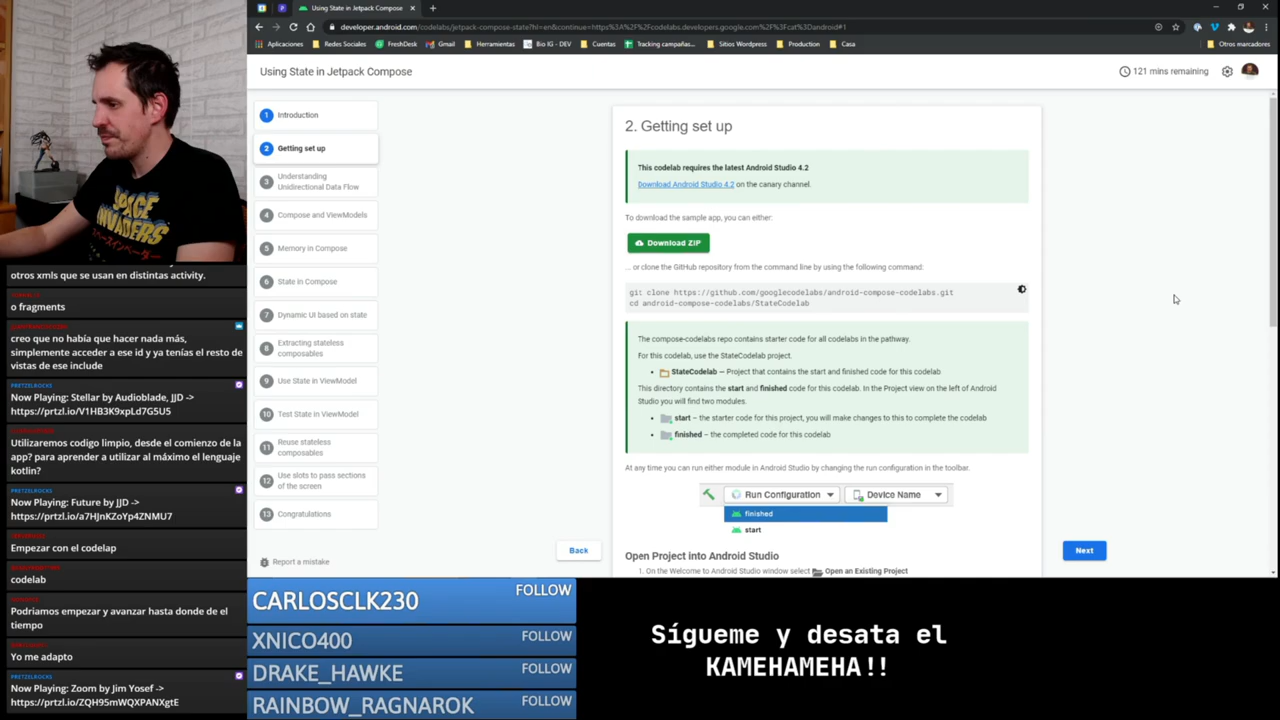 Using State in Jetpack Compose
developer.android.com/codelabs/jetpack-compose-state?hl=en&continue=https%3A%2F%2Fcodelabs.developers.google.com%2F%3Fcat%3Dandroid#1
Aplicaciones
Redes Sociales
FreshDesk
Gmail
Herramientas
Bio IG - DEV
Cuentas
Tracking campañas...
Sitios Wordpress
Production
Casa
Otros marcadores
Using State in Jetpack Compose
121 mins remaining
1 Introduction
2 Getting set up
3 Understanding
Unidirectional Data Flow
4 Compose and ViewModels
5 Memory in Compose
6 State in Compose
7 Dynamic UI based on state
8 Extracting stateless
composables
9 Use State in ViewModel
10 Test State in ViewModel
11 Reuse stateless
composables
12 Use slots to pass sections
of the screen
13 Congratulations
Report a mistake
2. Getting set up
This codelab requires the latest Android Studio 4.2
Download Android Studio 4.2 on the canary channel.
To download the sample app, you can either:
Download ZIP
... or clone the GitHub repository from the command line by using the following command:
git clone https://github.com/googlecodelabs/android-compose-codelabs.git
cd android-compose-codelabs/StateCodelab
The compose-codelabs repo contains starter code for all codelabs in the pathway.
For this codelab, use the StateCodelab project.
StateCodelab — Project that contains the start and finished code for this codelab
This directory contains the start and finished code for this codelab. In the Project view on the left of Android
Studio you will find two modules.
start – the starter code for this project, you will make changes to this to complete the codelab
finished – the completed code for this codelab
At any time you can run either module in Android Studio by changing the run configuration in the toolbar.
Run Configuration
Device Name
finished
start
Back
Next
Open Project into Android Studio
1. On the Welcome to Android Studio window select Open an Existing Project
SPACE
INVADERS
otros xmls que se usan en distintas activity.
o fragments
creo que no había que hacer nada más,
simplemente acceder a ese id y ya tenías el resto de
vistas de ese include
PRETZELROCKS
Now Playing: Stellar by Audioblade, JJD ->
https://prtzl.io/V1HB3K9xpLd7G5U5
Utilizaremos codigo limpio, desde el comienzo de la
app? para aprender a utilizar al máximo el lenguaje
kotlin?
PRETZELROCKS
Now Playing: Future by JJD ->
https://prtzl.io/a7HJnKZoYp4ZNMU7
Empezar con el codelap
codelab
Podriamos empezar y avanzar hasta donde de el
tiempo
Yo me adapto
PRETZELROCKS
Now Playing: Zoom by Jim Yosef ->
https://prtzl.io/ZQH95mWQXPANXgtE
CARLOSCLK230 FOLLOW
XNICO400 FOLLOW
DRAKE_HAWKE FOLLOW
RAINBOW_RAGNAROK FOLLOW
Sígueme y desata el
KAMEHAMEHA!!